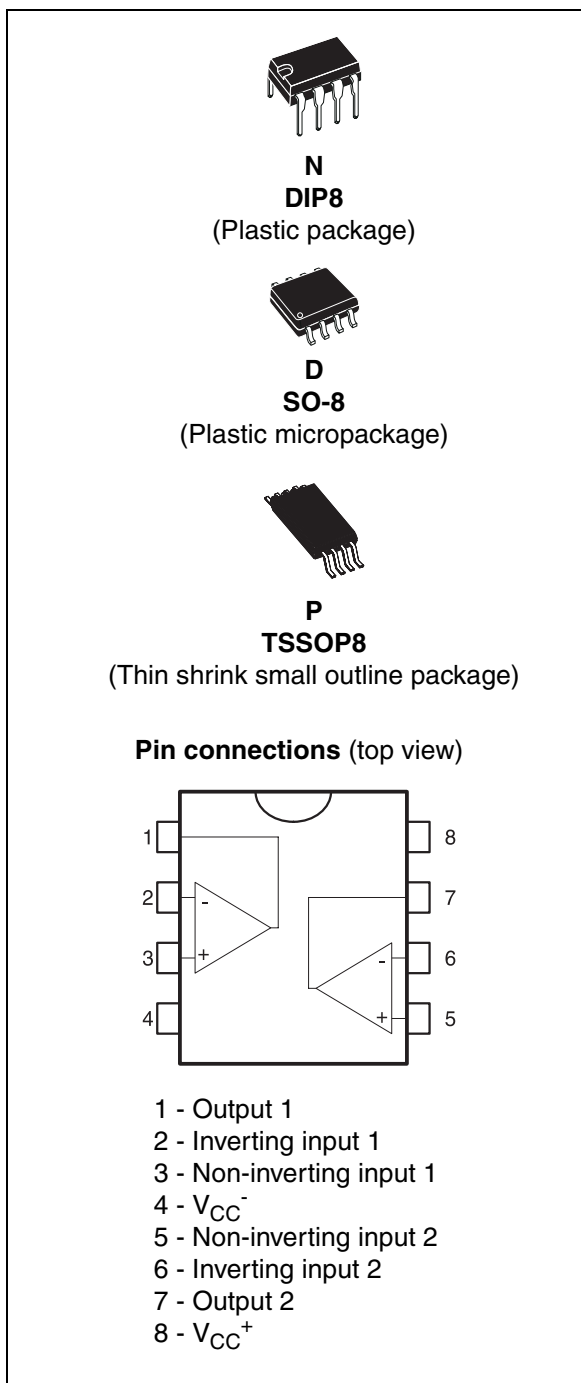 N
DIP8
(Plastic package)
D
SO-8
(Plastic micropackage)
P
TSSOP8
(Thin shrink small outline package)
Pin connections (top view)
1
8
2
-
7
3
+
-
6
4
+
5
1 - Output 1
2 - Inverting input 1
3 - Non-inverting input 1
4 - VCC-
5 - Non-inverting input 2
6 - Inverting input 2
7 - Output 2
8 - VCC+